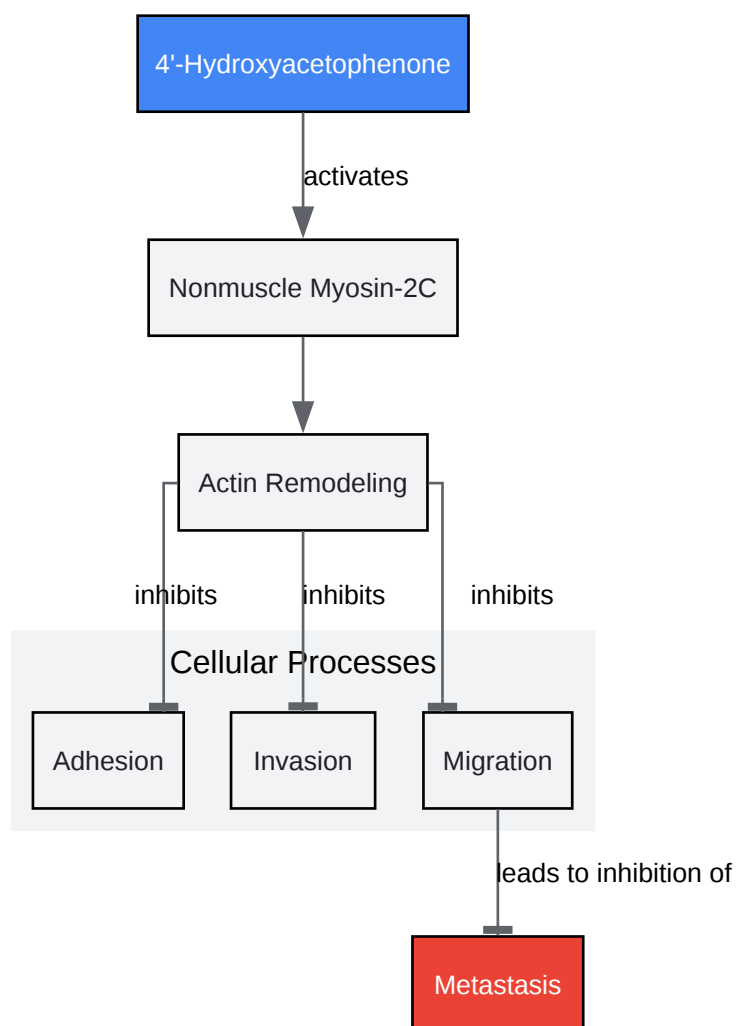 4'-Hydroxyacetophenone
activates
Nonmuscle Myosin-2C
Actin Remodeling
inhibits
inhibits
inhibits
Cellular Processes
Adhesion
Invasion
Migration
leads to inhibition of
Metastasis